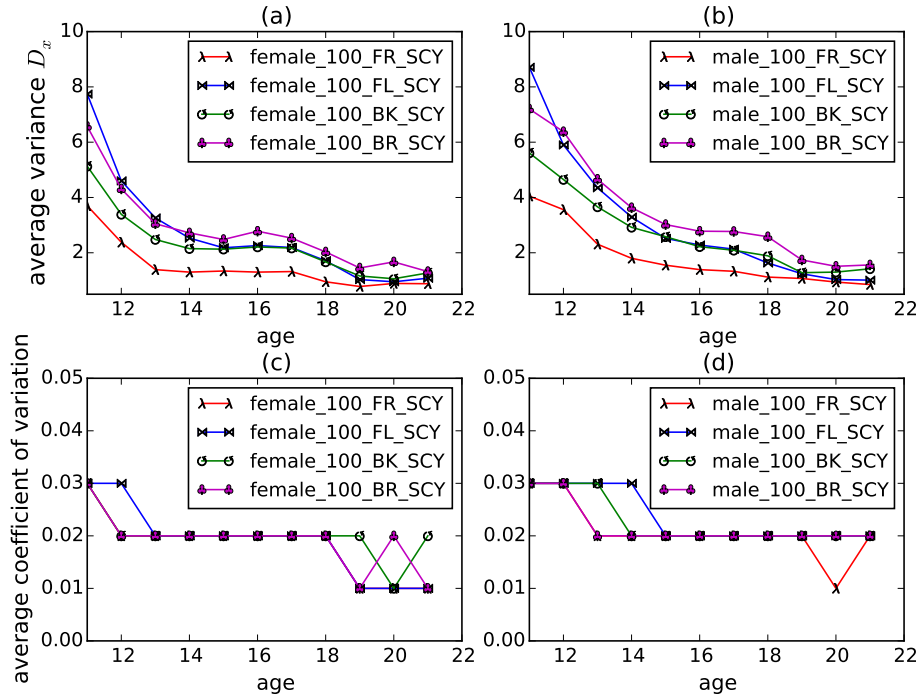 (a)
average variance D_x
10
8
6
4
2
female_100_FR_SCY
female_100_FL_SCY
female_100_BK_SCY
female_100_BR_SCY
12 14 16 18 20 22
age
(b)
10
8
6
4
2
male_100_FR_SCY
male_100_FL_SCY
male_100_BK_SCY
male_100_BR_SCY
12 14 16 18 20 22
age
(c)
average coefficient of variation
0.05
0.04
0.03
0.02
0.01
0.00
female_100_FR_SCY
female_100_FL_SCY
female_100_BK_SCY
female_100_BR_SCY
12 14 16 18 20 22
age
(d)
0.05
0.04
0.03
0.02
0.01
0.00
male_100_FR_SCY
male_100_FL_SCY
male_100_BK_SCY
male_100_BR_SCY
12 14 16 18 20 22
age